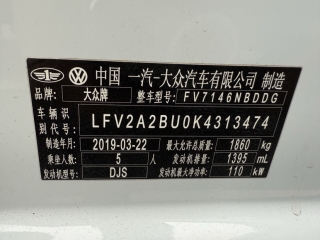 中国 一汽-大众汽车有限公司 制造
品牌 大众牌 整车型号 FV7146NBDDG
车辆识别代号 LFV2A2BU0K4313474
制造年月 2019-03-22 最大允许总质量 1860 kg
乘坐人数 5 人 发动机排量 1395 mL
发动机型号 DJS 发动机最大净功率 110 kW